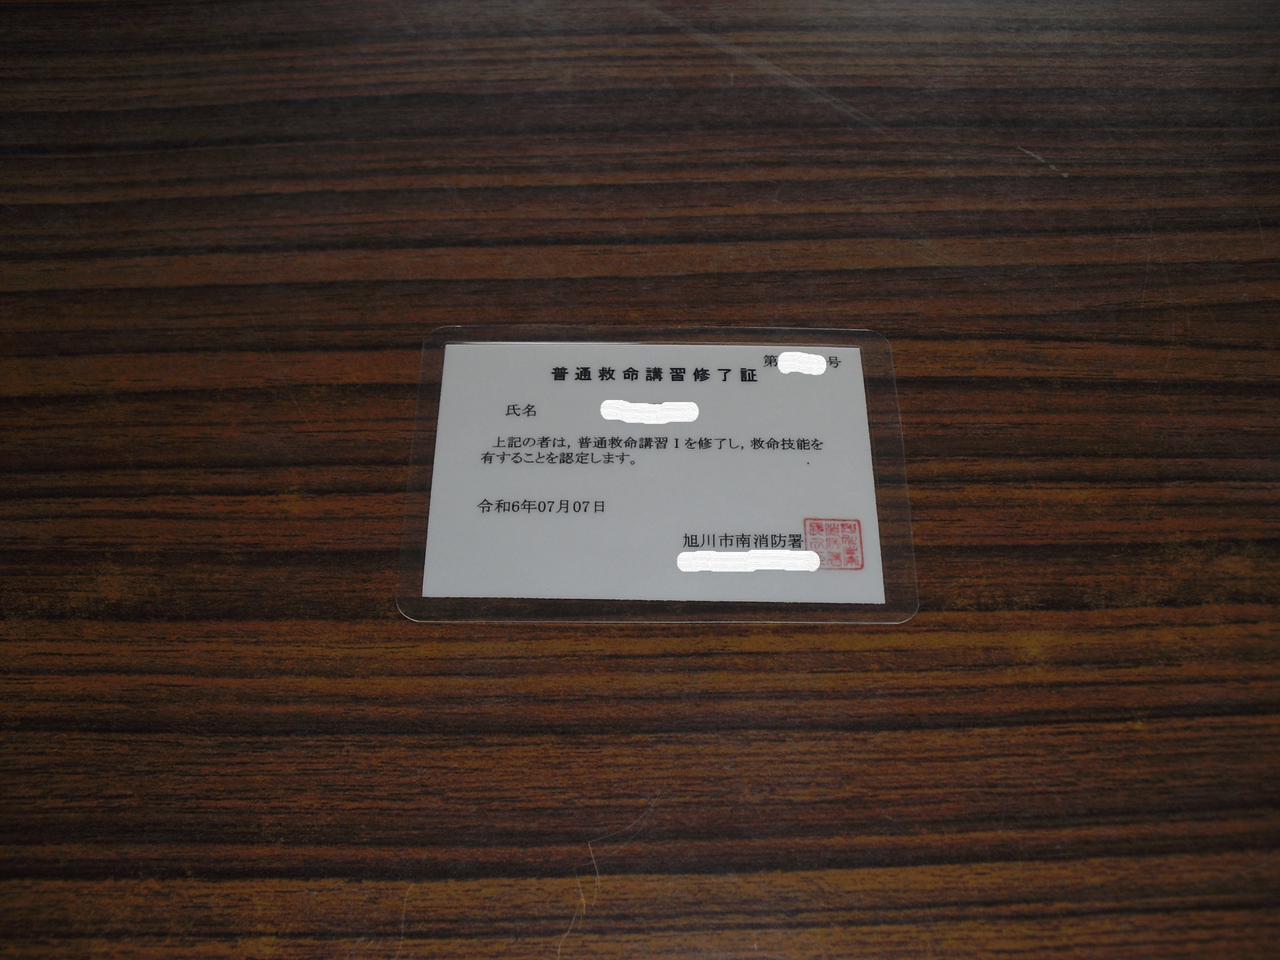 第 号
普通救命講習修了証
氏名
上記の者は，普通救命講習Ⅰを修了し，救命技能を
有することを認定します。
令和6年07月07日
旭川市南消防署